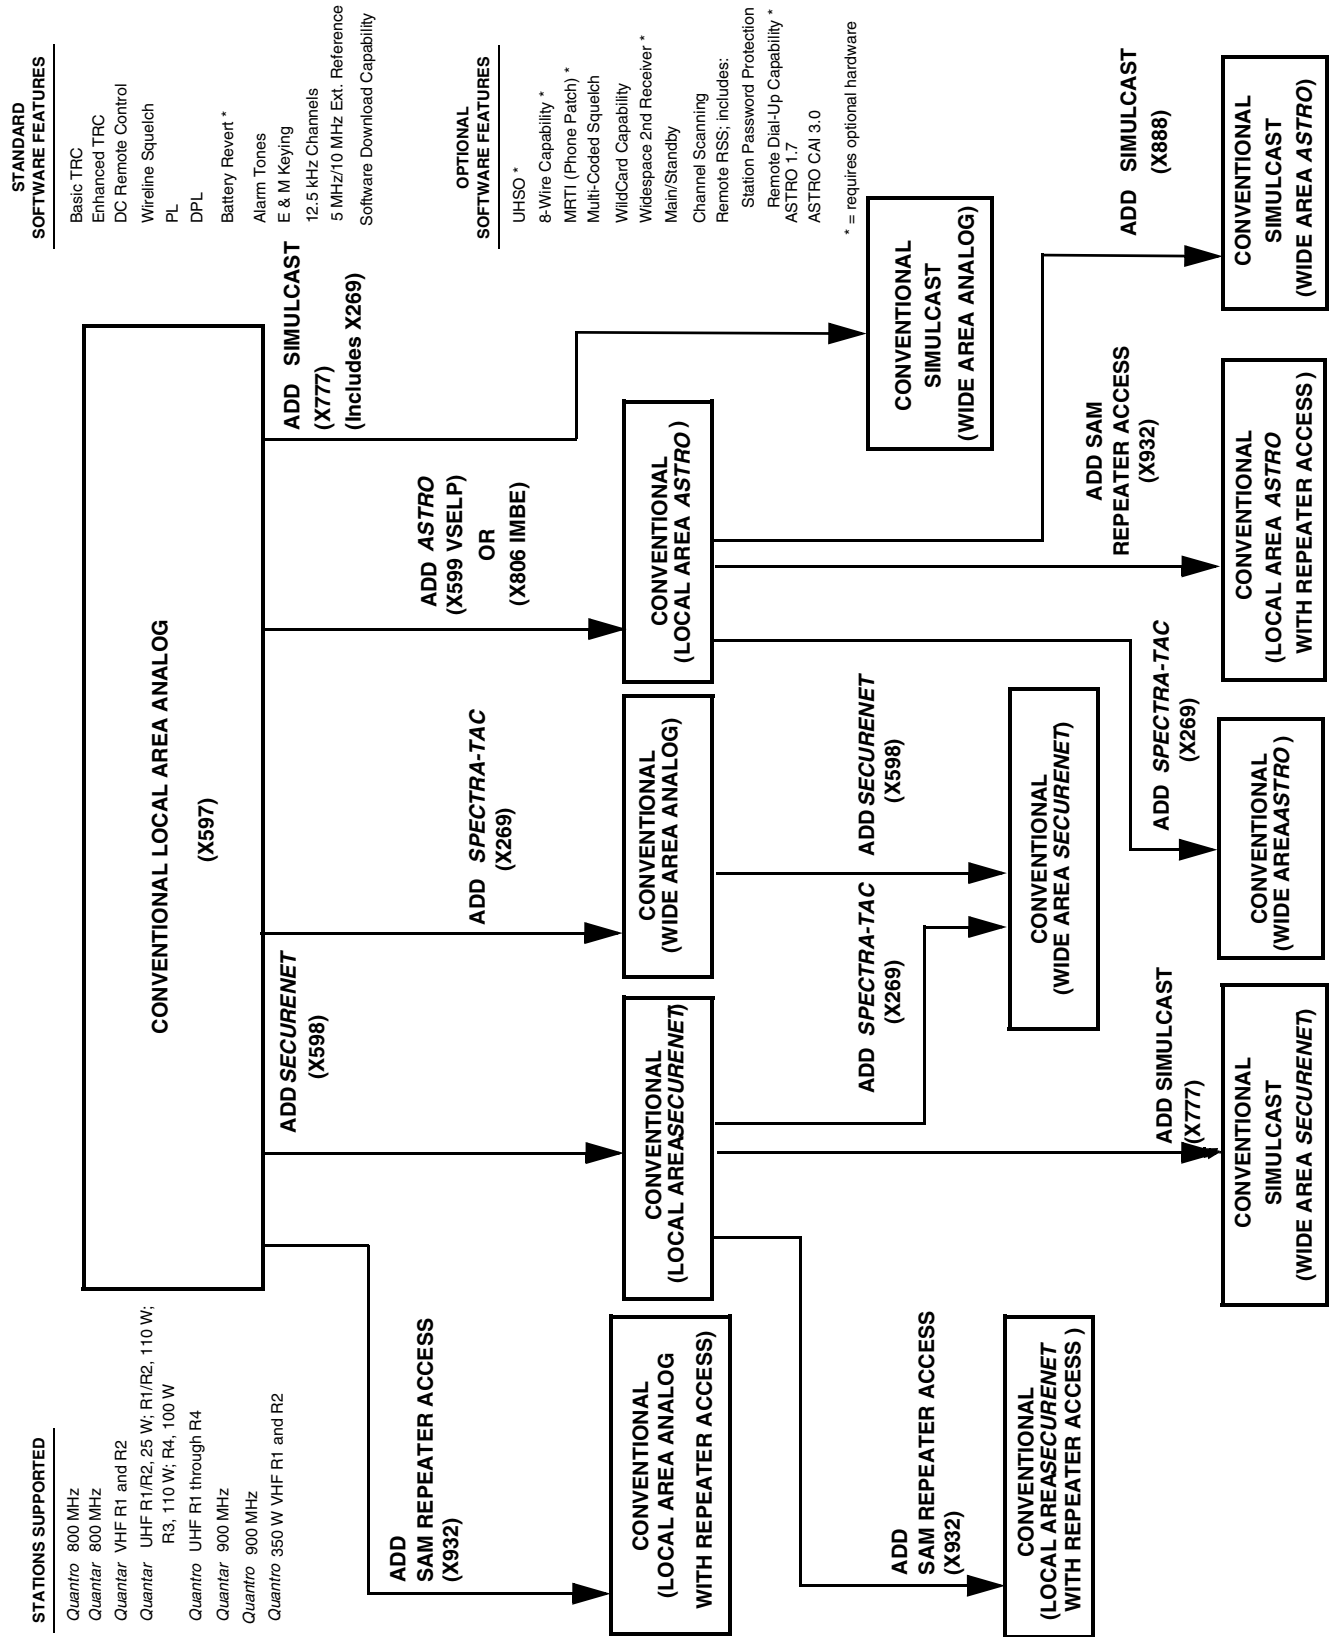 STATIONS SUPPORTED
Quantro 800 MHz
Quantar 800 MHz
Quantar VHF R1 and R2
Quantar UHF R1/R2, 25 W; R1/R2, 110 W;
R3, 110 W; R4, 100 W
Quantro UHF R1 through R4
Quantar 900 MHz
Quantro 900 MHz
Quantro 350 W VHF R1 and R2
CONVENTIONAL LOCAL AREA ANALOG
(X597)
STANDARD
SOFTWARE FEATURES
Basic TRC
Enhanced TRC
DC Remote Control
Wireline Squelch
PL
DPL
Battery Revert *
Alarm Tones
E & M Keying
12.5 kHz Channels
5 MHz/10 MHz Ext. Reference
Software Download Capability
OPTIONAL
SOFTWARE FEATURES
UHSO *
8-Wire Capability *
MRTI (Phone Patch) *
Multi-Coded Squelch
WildCard Capability
Widespace 2nd Receiver *
Main/Standby
Channel Scanning
Remote RSS; includes:
Station Password Protection
Remote Dial-Up Capability *
ASTRO 1.7
ASTRO CAI 3.0
* = requires optional hardware
ADD
SAM REPEATER ACCESS
(X932)
ADD SECURENET
(X598)
ADD SPECTRA-TAC
(X269)
ADD ASTRO
(X599 VSELP)
OR
(X806 IMBE)
ADD SIMULCAST
(X777)
(Includes X269)
CONVENTIONAL
(LOCAL AREA ANALOG
WITH REPEATER ACCESS)
CONVENTIONAL
(LOCAL AREASECURENET)
CONVENTIONAL
(WIDE AREA ANALOG)
CONVENTIONAL
(LOCAL AREA ASTRO )
CONVENTIONAL
SIMULCAST
(WIDE AREA ANALOG)
ADD
SAM REPEATER ACCESS
(X932)
ADD SPECTRA-TAC
(X269)
ADD SECURENET
(X598)
CONVENTIONAL
(LOCAL AREASECURENET
WITH REPEATER ACCESS )
CONVENTIONAL
(WIDE AREA SECURENET)
ADD SIMULCAST
(X777)
ADD SPECTRA-TAC
(X269)
ADD SAM
REPEATER ACCESS
(X932)
ADD SIMULCAST
(X888)
CONVENTIONAL
SIMULCAST
(WIDE AREA SECURENET)
CONVENTIONAL
(WIDE AREAASTRO )
CONVENTIONAL
(LOCAL AREA ASTRO
WITH REPEATER ACCESS )
CONVENTIONAL
SIMULCAST
(WIDE AREA ASTRO)